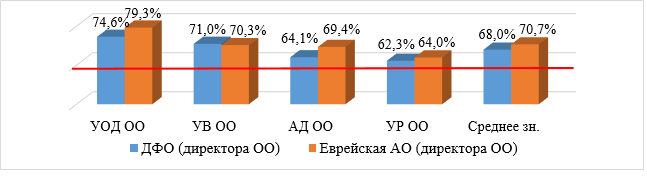 74,6% 79,3% 71,0% 70,3% 64,1% 69,4% 62,3% 64,0% 68,0% 70,7%
УОД ОО УВ ОО АД ОО УР ОО Среднее зн.
ДФО (директора ОО) Еврейская АО (директора ОО)